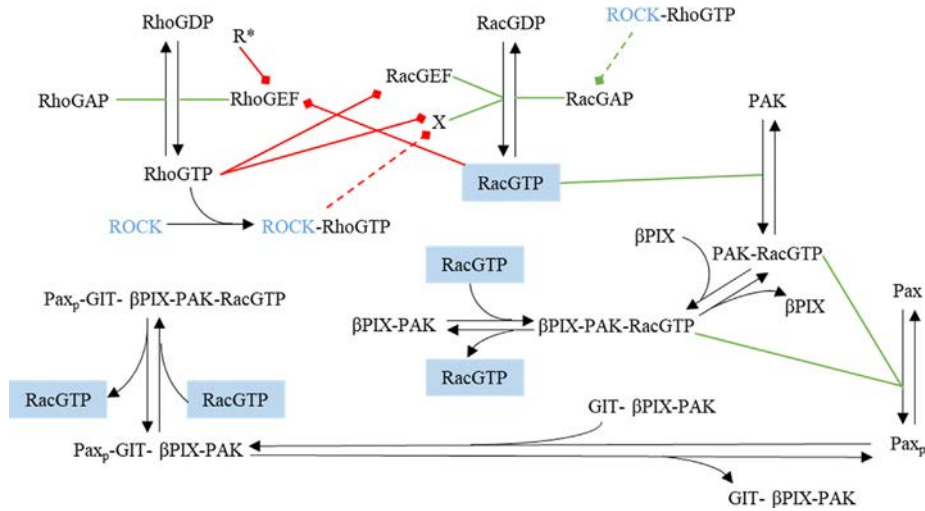 RhoGDP
R*
RacGDP
ROCK-RhoGTP
RhoGAP
RhoGEF
RacGEF
X
RacGAP
PAK
RhoGTP
RacGTP
ROCK
ROCK-RhoGTP
βPIX
PAK-RacGTP
RacGTP
Paxp-GIT- βPIX-PAK-RacGTP
βPIX
Pax
βPIX-PAK
βPIX-PAK-RacGTP
RacGTP
RacGTP
RacGTP
GIT- βPIX-PAK
Paxp-GIT- βPIX-PAK
Paxp
GIT- βPIX-PAK